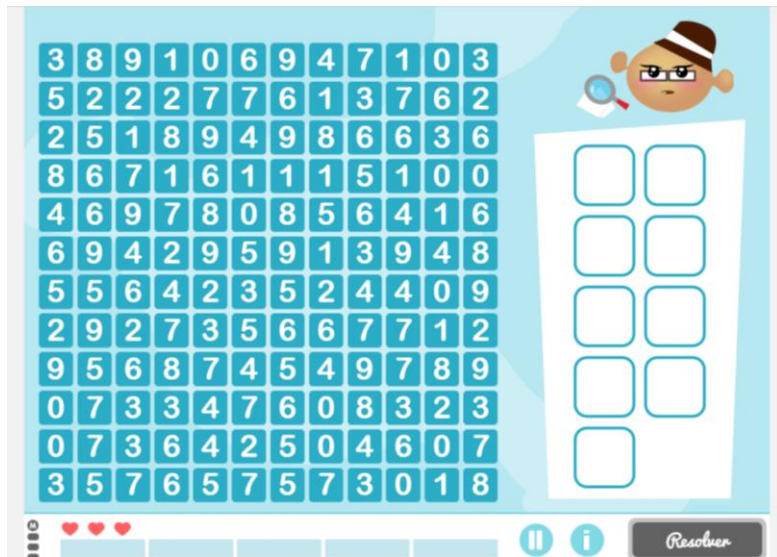 3 8 9 1 0 6 9 4 7 1 0 3
5 2 2 2 7 7 6 1 3 7 6 2
2 5 1 8 9 4 9 8 6 6 3 6
8 6 7 1 6 1 1 1 5 1 0 0
4 6 9 7 8 0 8 5 6 4 1 6
6 9 4 2 9 5 9 1 3 9 4 8
5 5 6 4 2 3 5 2 4 4 0 9
2 9 2 7 3 5 6 6 7 7 1 2
9 5 6 8 7 4 5 4 9 7 8 9
0 7 3 3 4 7 6 0 8 3 2 3
0 7 3 6 4 2 5 0 4 6 0 7
3 5 7 6 5 7 5 7 3 0 1 8
i
Resolver